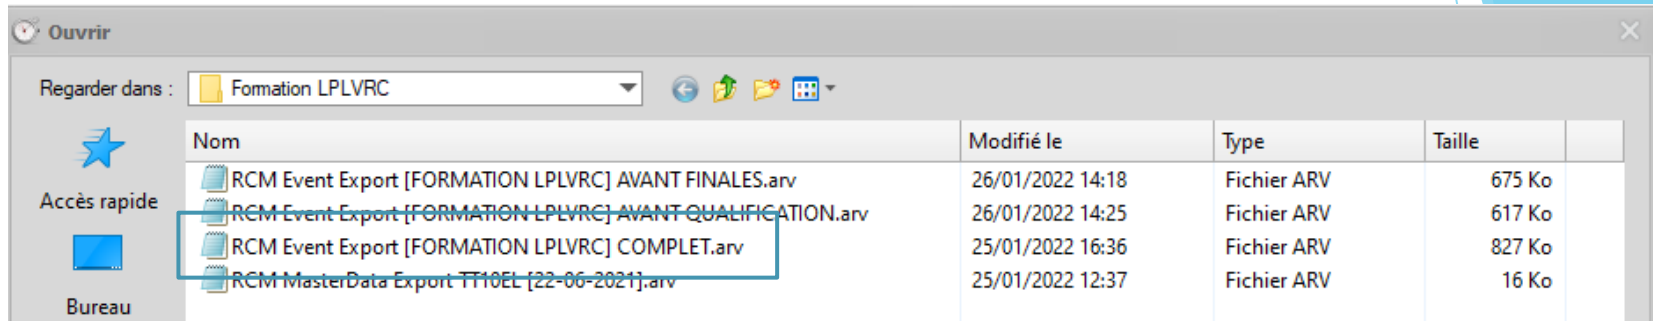 Ouvrir
Regarder dans : Formation LPLVRC
Nom Modifié le Type Taille
RCM Event Export [FORMATION LPLVRC] AVANT FINALES.arv 26/01/2022 14:18 Fichier ARV 675 Ko
Accès rapide
RCM Event Export [FORMATION LPLVRC] AVANT QUALIFICATION.arv 26/01/2022 14:25 Fichier ARV 617 Ko
RCM Event Export [FORMATION LPLVRC] COMPLET.arv 25/01/2022 16:36 Fichier ARV 827 Ko
RCM MasterData Export TT10EL [22-06-2021].arv 25/01/2022 12:37 Fichier ARV 16 Ko
Bureau